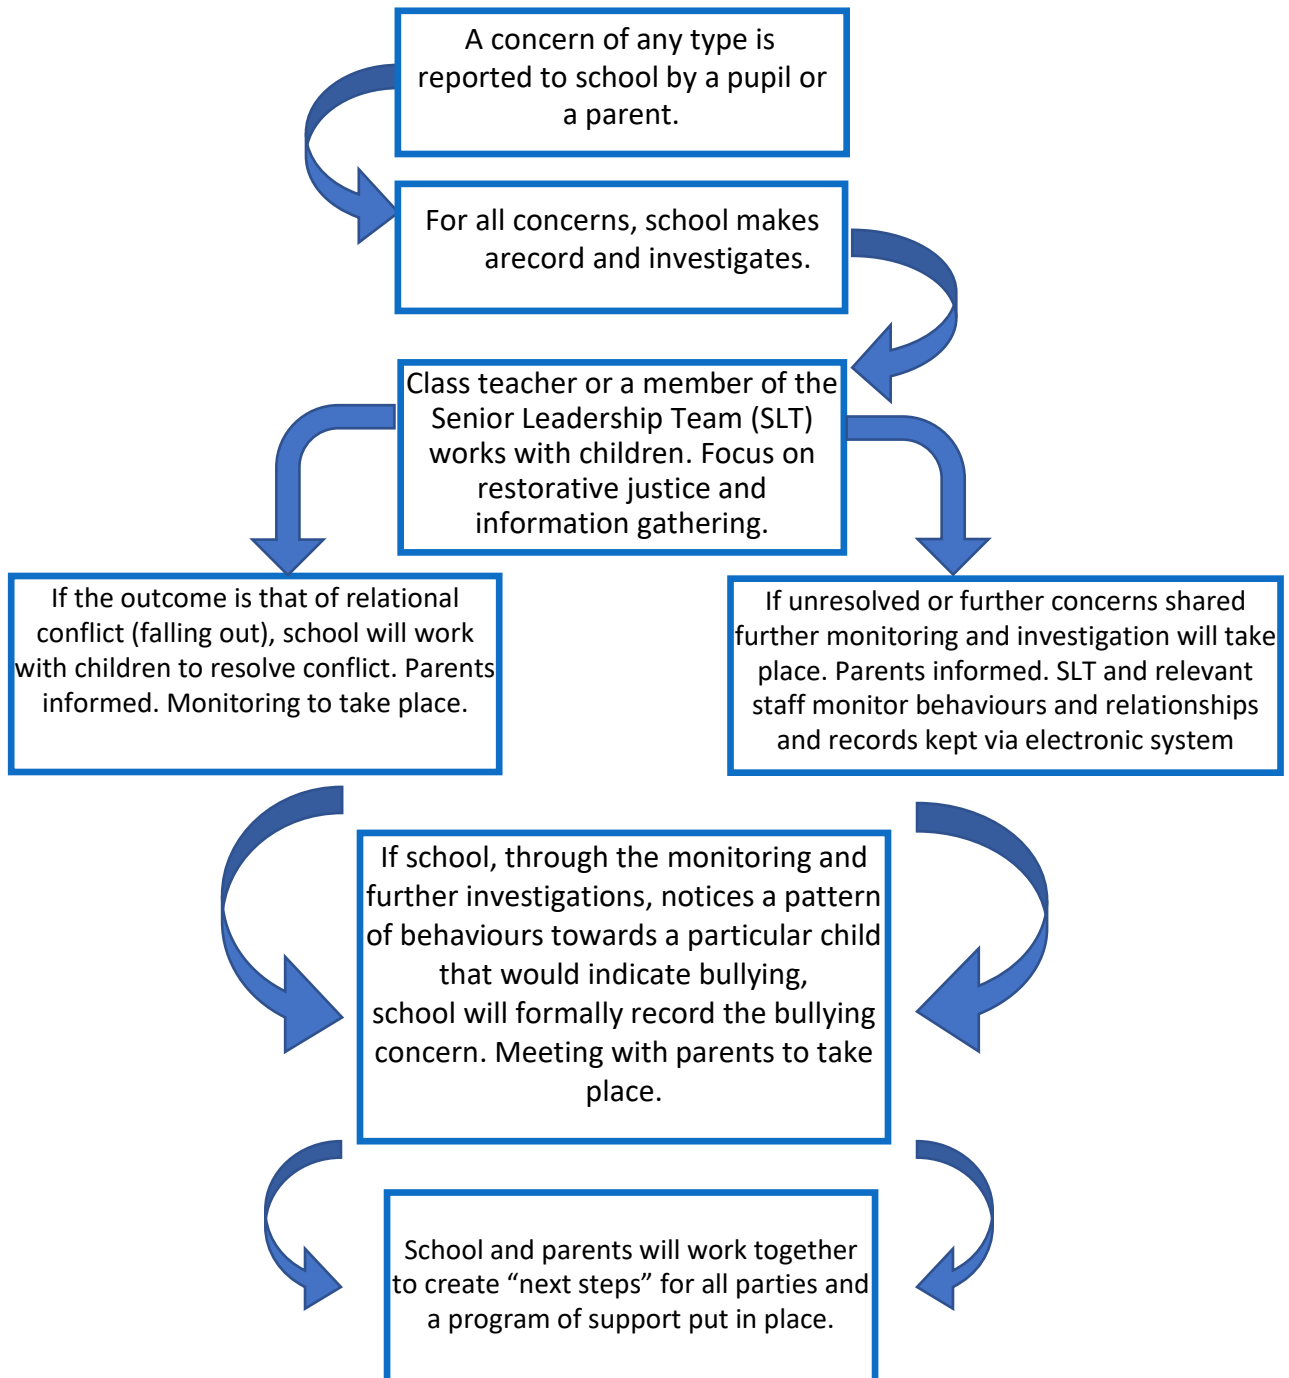 A concern of any type is
reported to school by a pupil or
a parent.
For all concerns, school makes
arecord and investigates.
Class teacher or a member of the
Senior Leadership Team (SLT)
works with children. Focus on
restorative justice and
information gathering.
If the outcome is that of relational
conflict (falling out), school will work
with children to resolve conflict. Parents
informed. Monitoring to take place.
If unresolved or further concerns shared
further monitoring and investigation will take
place. Parents informed. SLT and relevant
staff monitor behaviours and relationships
and records kept via electronic system
If school, through the monitoring and
further investigations, notices a pattern
of behaviours towards a particular child
that would indicate bullying,
school will formally record the bullying
concern. Meeting with parents to take
place.
School and parents will work together
to create “next steps” for all parties and
a program of support put in place.